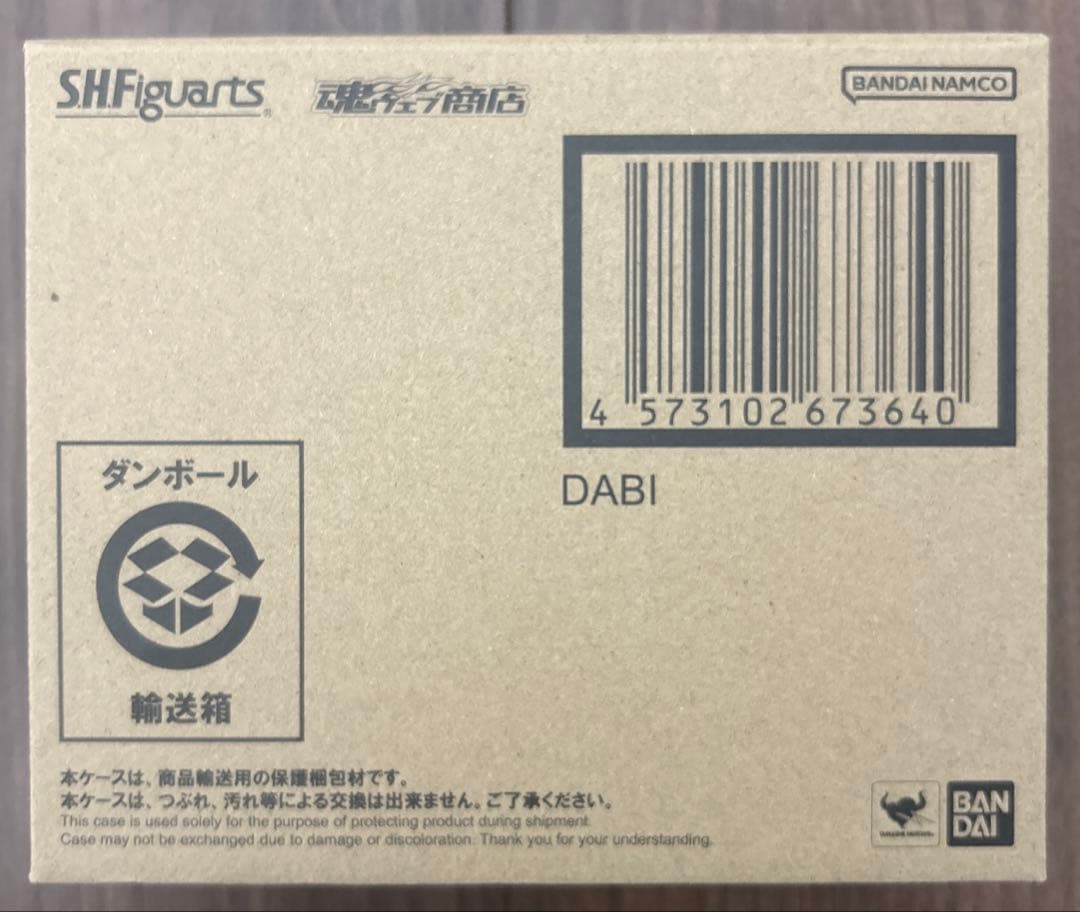 S.H.Figuarts®
魂ウェブ商店
BANDAI NAMCO
4 573102 673640
DABI
ダンボール
輸送箱
本ケースは、商品輸送用の保護梱包材です。
本ケースは、つぶれ、汚れ等による交換は出来ません。ご了承ください。
This case is used solely for the purpose of protecting product during shipment.
Case may not be exchanged due to damage or discoloration. Thank you for your understanding.
BAN
DAI